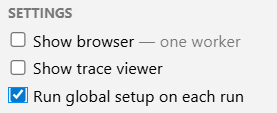 SETTINGS
Show browser — one worker
Show trace viewer
Run global setup on each run